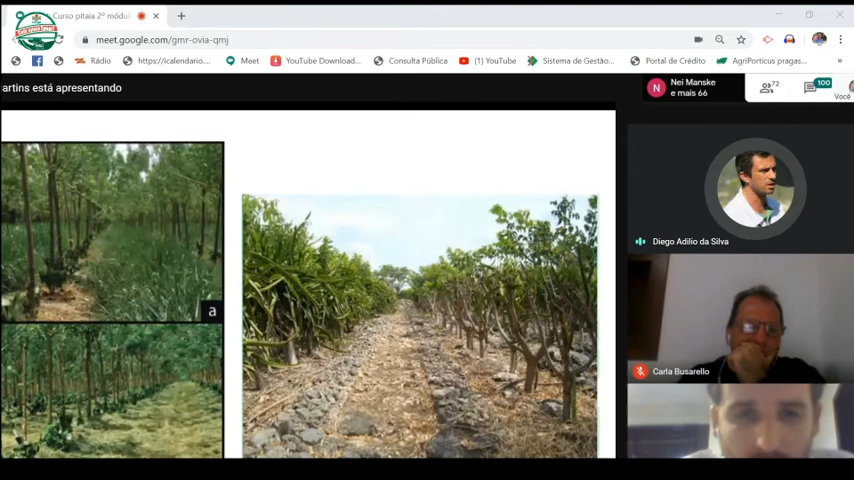 Curso pitaia 2º módul
meet.google.com/gmr-ovia-qmj
Rádio
https://icalendario....
Meet
YouTube Download...
Consulta Pública
(1) YouTube
Sistema de Gestão...
Portal de Crédito
AgriPorticus pragas...
artins está apresentando
N
Nei Manske
e mais 66
72
100
Você
a
Diego Adilio da Silva
Carla Busarello